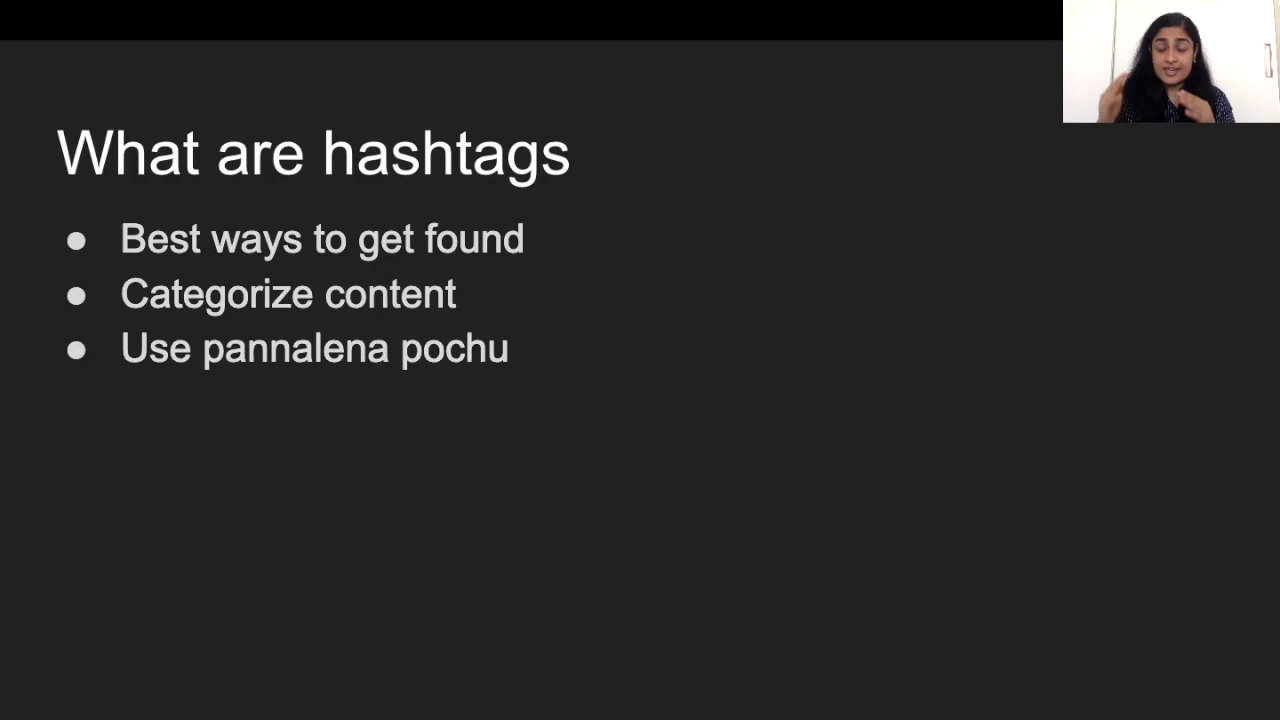 What are hashtags
● Best ways to get found
● Categorize content
● Use pannalena pochu